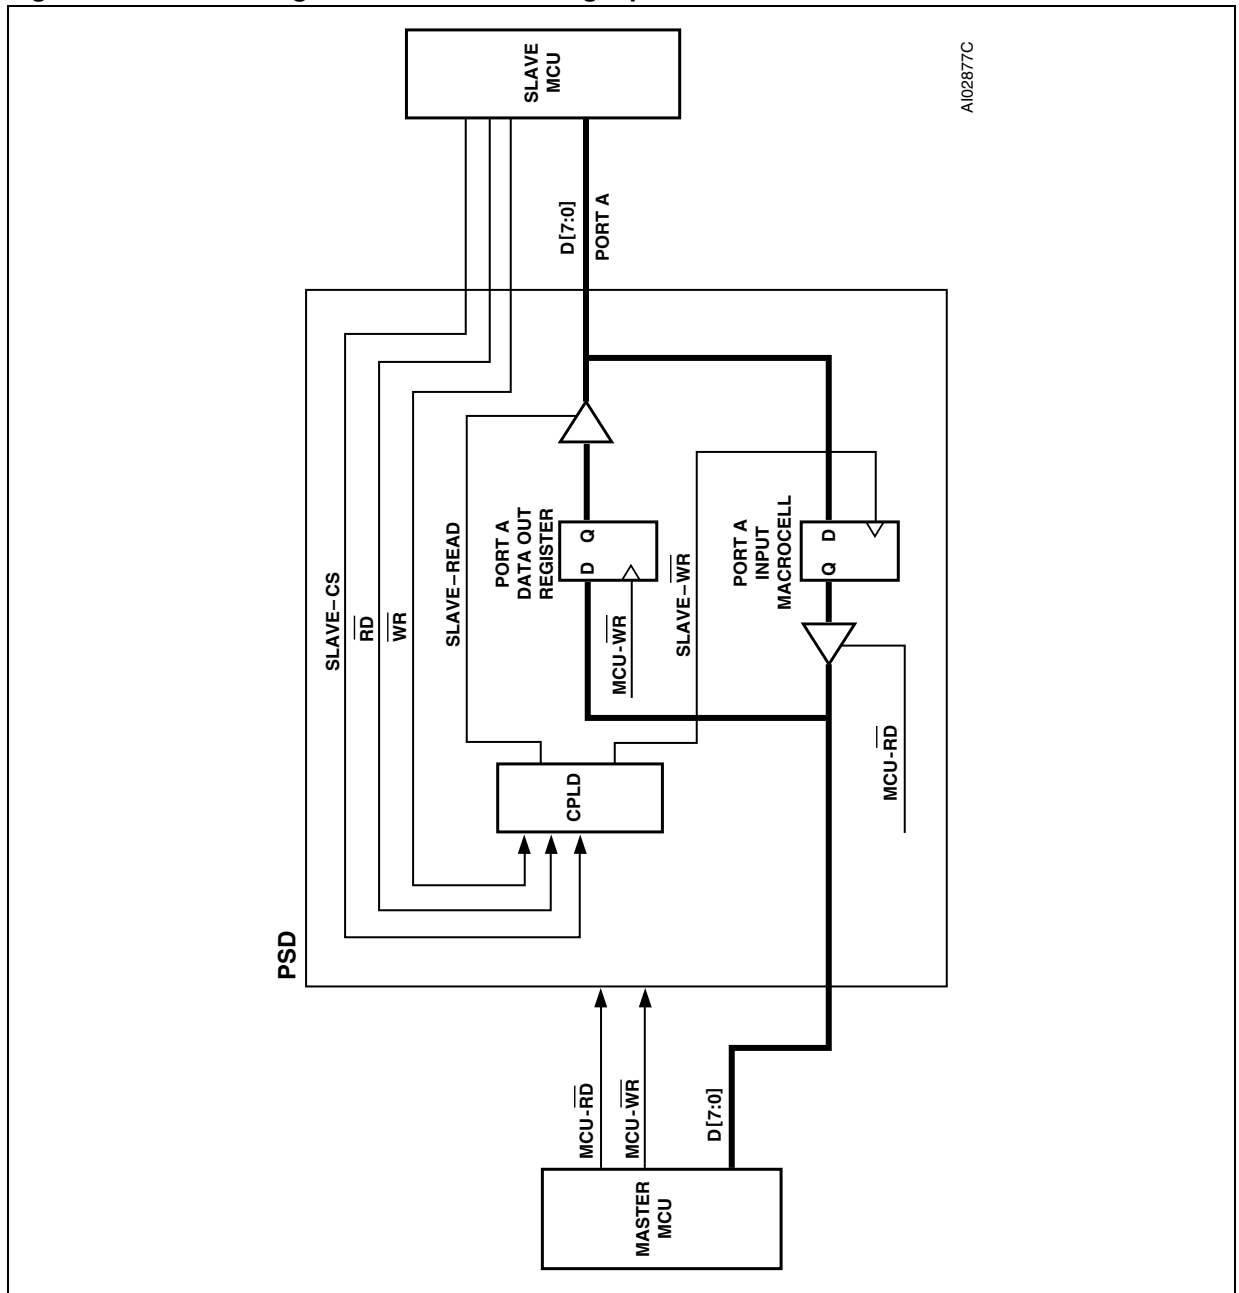 SLAVE
MCU
AI02877C
D[7:0]
PORT A
SLAVE–CS
RD
WR
SLAVE–READ
PORT A
DATA OUT
REGISTER
D Q
MCU-WR
SLAVE–WR
PORT A
INPUT
MACROCELL
Q D
MCU-RD
CPLD
PSD
MCU-RD
MCU-WR
D[7:0]
MASTER
MCU